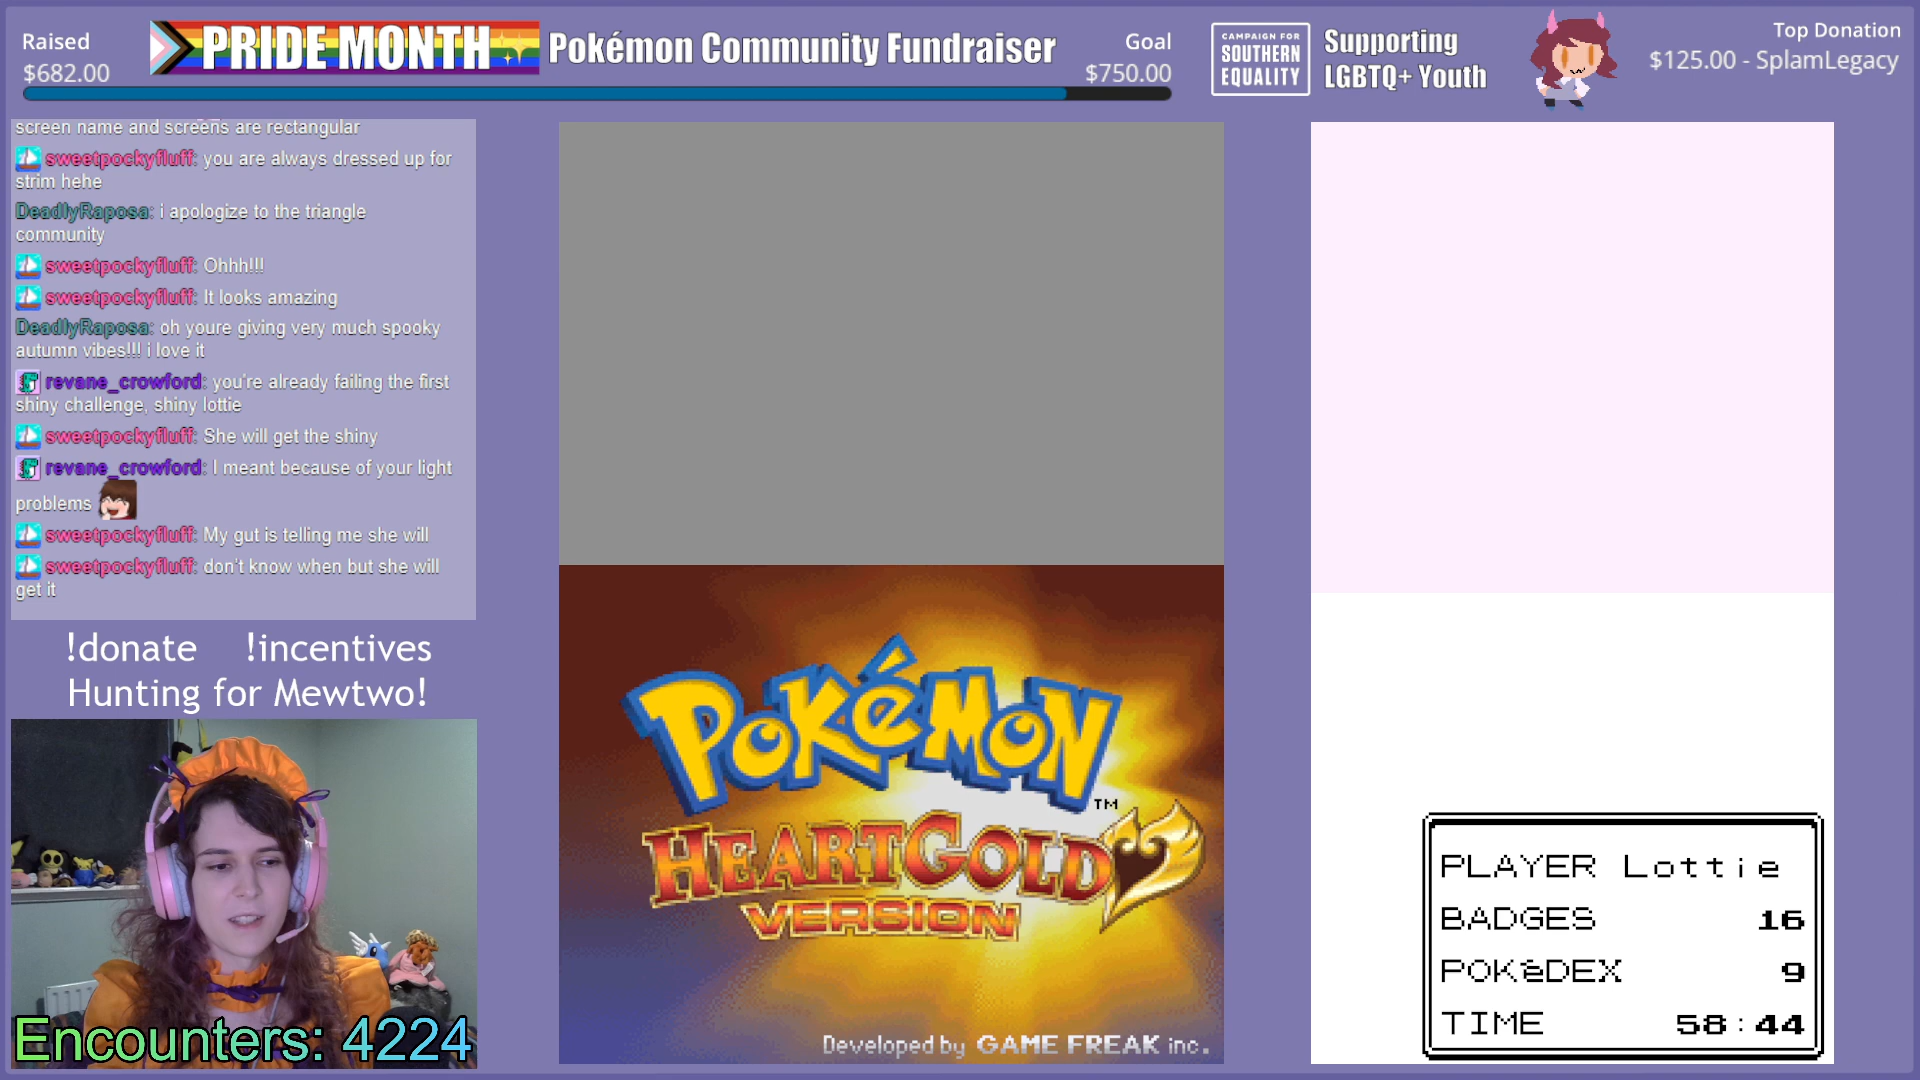 Raised
$682.00
PRIDE MONTH Pokémon Community Fundraiser
Goal
$750.00
CAMPAIGN FOR
SOUTHERN
EQUALITY
Supporting
LGBTQ+ Youth
Top Donation
$125.00 - SplamLegacy
screen name and screens are rectangular
sweetpockyfluff: you are always dressed up for
strim hehe
DeadlyRaposa: i apologize to the triangle
community
sweetpockyfluff: Ohhh!!!
sweetpockyfluff: It looks amazing
DeadlyRaposa: oh youre giving very much spooky
autumn vibes!!! i love it
revane_crowford: you're already failing the first
shiny challenge, shiny lottie
sweetpockyfluff: She will get the shiny
revane_crowford: I meant because of your light
problems
sweetpockyfluff: My gut is telling me she will
sweetpockyfluff: don't know when but she will
get it
!donate !incentives
Hunting for Mewtwo!
Encounters: 4224
POKéMON
TM
HEARTGOLD
VERSION
Developed by GAME FREAK inc.
PLAYER Lottie
BADGES 16
POKéDEX 9
TIME 58:44